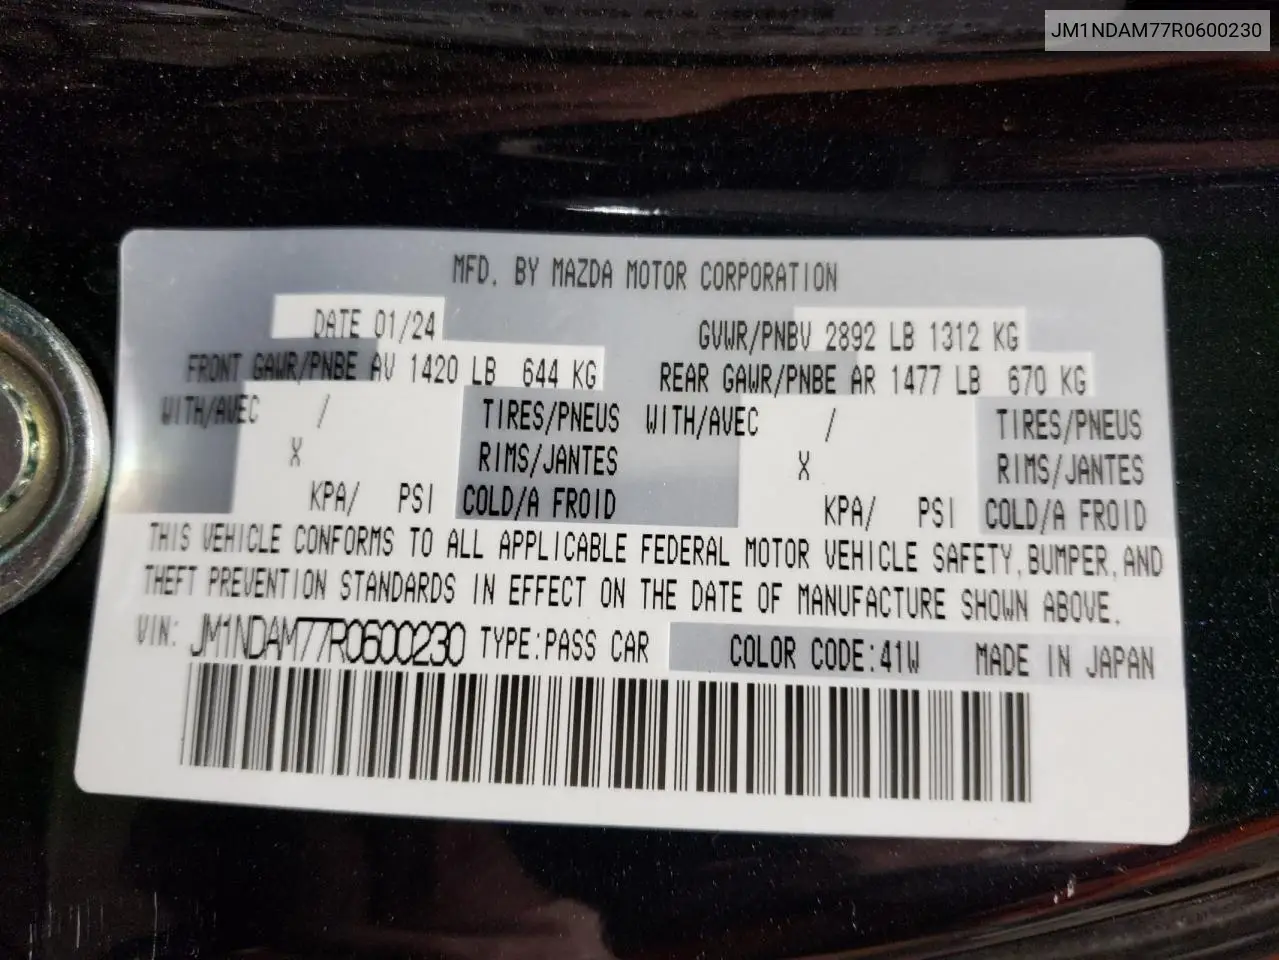 JM1NDAM77R0600230
MFD. BY MAZDA MOTOR CORPORATION
DATE 01/24 GVWR/PNBV 2892 LB 1312 KG
FRONT GAWR/PNBE AV 1420 LB 644 KG REAR GAWR/PNBE AR 1477 LB 670 KG
WITH/AVEC / TIRES/PNEUS WITH/AVEC / TIRES/PNEUS
X RIMS/JANTES X RIMS/JANTES
KPA/ PSI COLD/A FROID KPA/ PSI COLD/A FROID
THIS VEHICLE CONFORMS TO ALL APPLICABLE FEDERAL MOTOR VEHICLE SAFETY, BUMPER, AND
THEFT PREVENTION STANDARDS IN EFFECT ON THE DATE OF MANUFACTURE SHOWN ABOVE.
VIN: JM1NDAM77R0600230 TYPE:PASS CAR COLOR CODE:41W MADE IN JAPAN